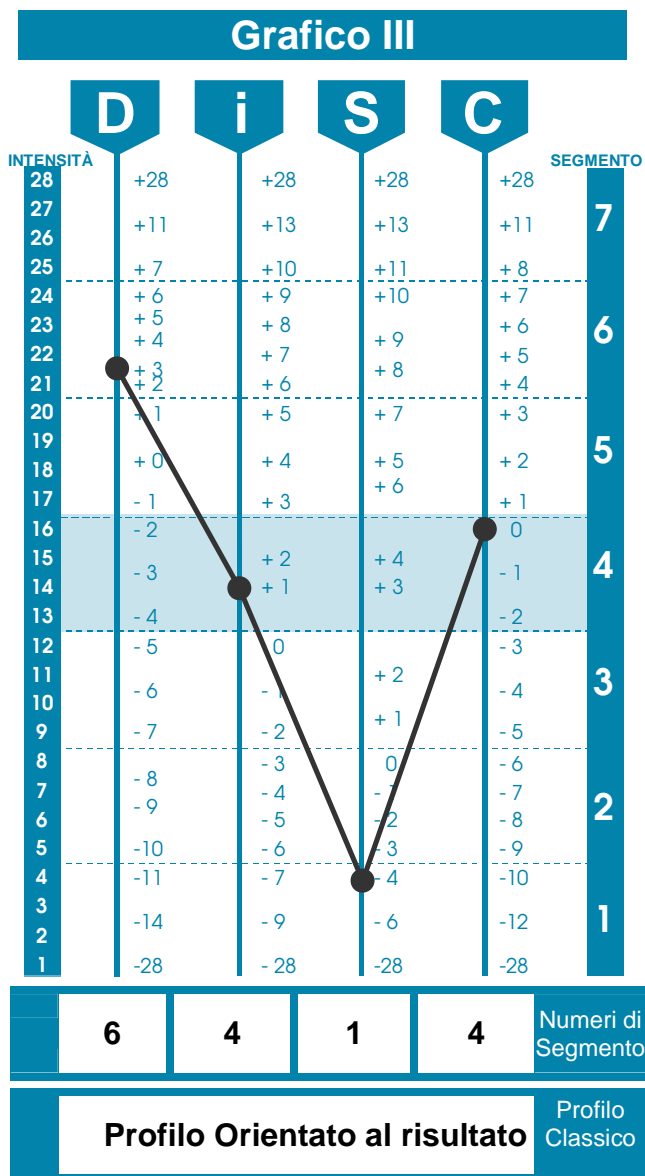 Grafico III
D i S C
INTENSITÀ SEGMENTO
28 +28 +28 +28 +28
27 7
+11 +13 +13 +11
26
25 + 7 +10 +11 + 8
24 + 6 + 9 +10 + 7
23 + 5 + 8 + 6 6
+ 4 + 9
22 + 7 + 5
+ 3 + 8
21 + 2 + 6 + 4
20 + 1 + 5 + 7 + 3
19 5
18 + 0 + 4 + 5 + 2
+ 6
17 - 1 + 3 + 1
16 - 2 0
15 + 2 + 4 4
- 3 - 1
14 + 1 + 3
13 - 4 - 2
12 - 5 0 - 3
11 + 2 3
- 6 - 1 - 4
10
+ 1
9 - 7 - 2 - 5
8 - 3 0 - 6
- 8
7 - 4 - 1 - 7
- 9 2
6 - 5 - 2 - 8
5 -10 - 6 - 3 - 9
4 -11 - 7 - 4 -10
3 1
-14 - 9 - 6 -12
2
1 -28 - 28 -28 -28
6 4 1 4 Numeri di
Segmento
Profilo Orientato al risultato Profilo
Classico